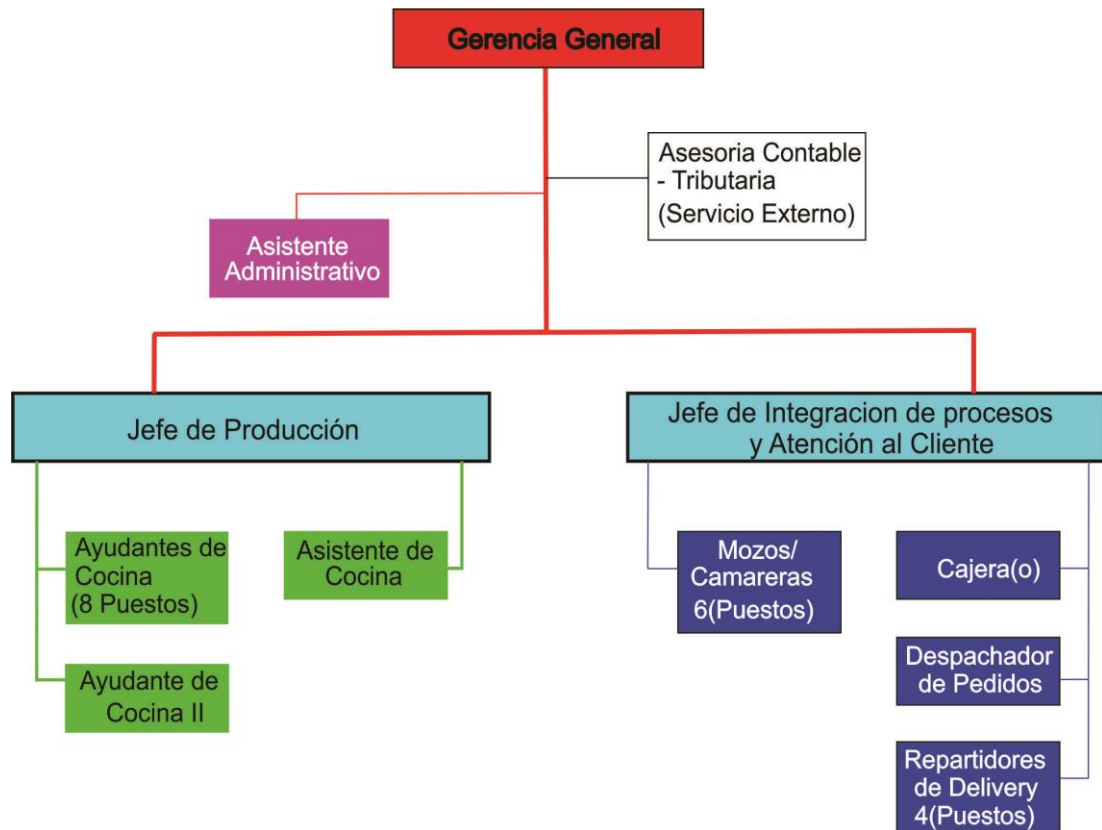 Gerencia General
Asesoria Contable
- Tributaria
(Servicio Externo)
Asistente
Administrativo
Jefe de Producción
Jefe de Integracion de procesos
y Atención al Cliente
Ayudantes de
Cocina
(8 Puestos)
Asistente de
Cocina
Mozos/
Camareras
6(Puestos)
Cajera(o)
Ayudante de
Cocina II
Despachador
de Pedidos
Repartidores
de Delivery
4(Puestos)